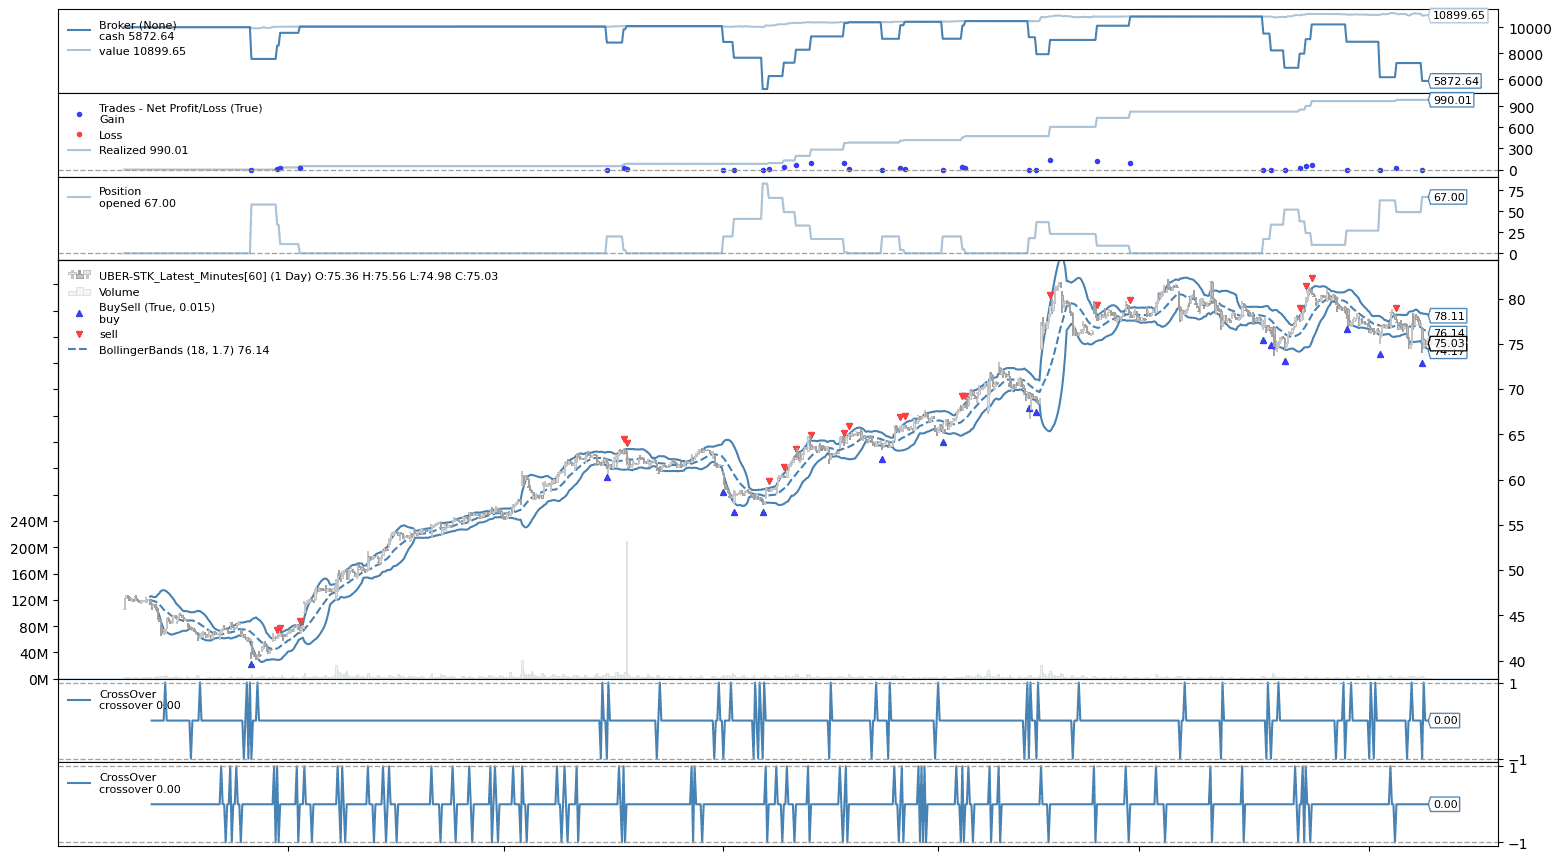 Broker (None)
cash 5872.64
value 10899.65
10899.65
10000
8000
6000
5872.64
Trades - Net Profit/Loss (True)
Gain
Loss
Realized 990.01
990.01
900
600
300
0
Position
opened 67.00
75
67.00
50
25
0
UBER-STK_Latest_Minutes[60] (1 Day) O:75.36 H:75.56 L:74.98 C:75.03
Volume
BuySell (True, 0.015)
buy
sell
BollingerBands (18, 1.7) 76.14
80
78.11
76.14
75.03
74.17
75
70
65
60
55
50
45
40
240M
200M
160M
120M
80M
40M
0M
CrossOver
crossover 0.00
1
0.00
−1
CrossOver
crossover 0.00
1
0.00
−1